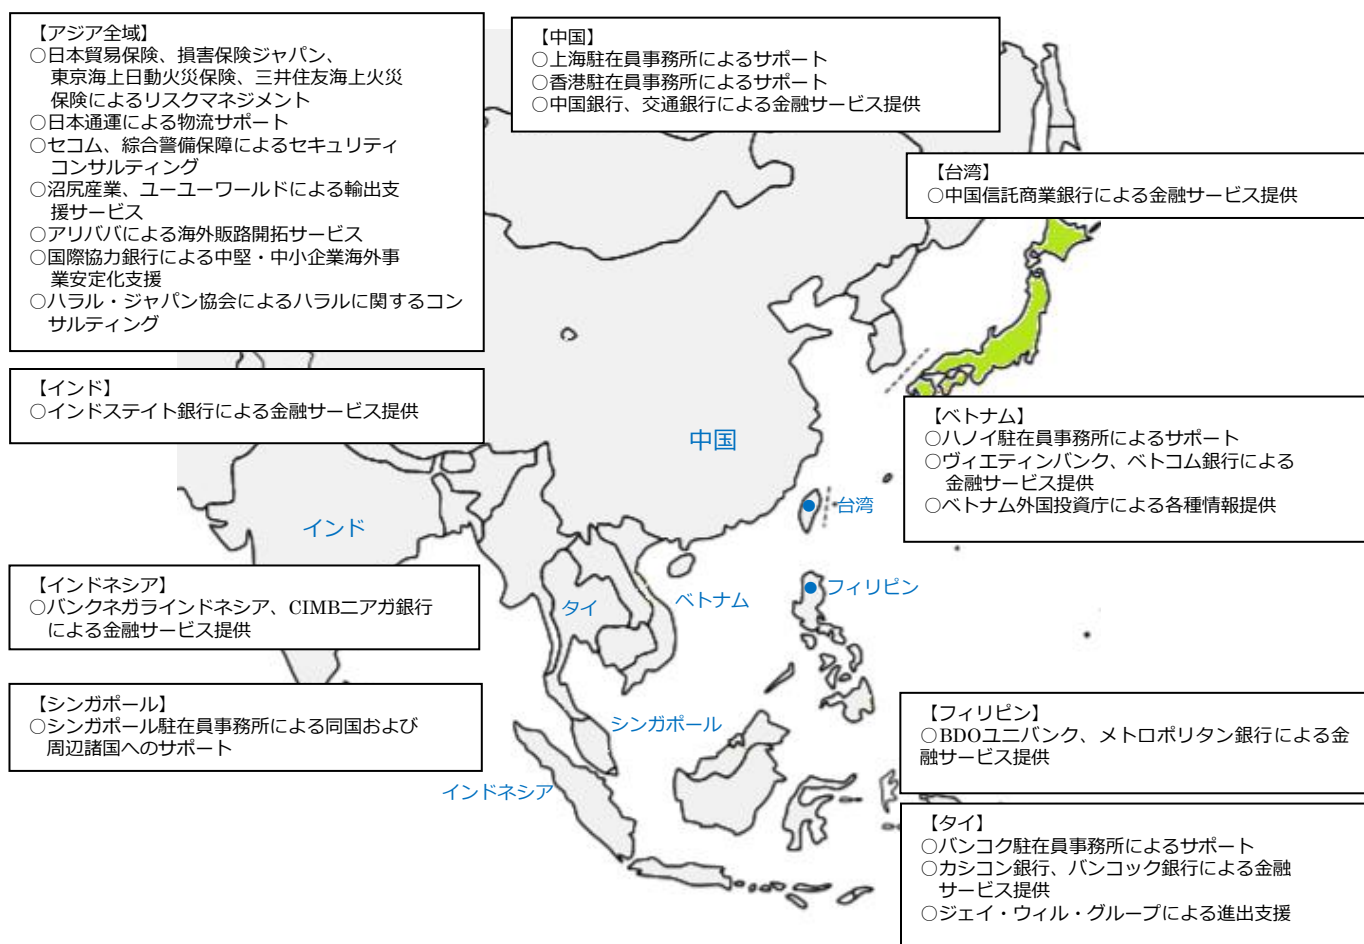 【アジア全域】
○日本貿易保険、損害保険ジャパン、
東京海上日動火災保険、三井住友海上火災
保険によるリスクマネジメント
○日本通運による物流サポート
○セコム、綜合警備保障によるセキュリティ
コンサルティング
○沼尻産業、ユーユーワールドによる輸出支
援サービス
○アリババによる海外販路開拓サービス
○国際協力銀行による中堅・中小企業海外事
業安定化支援
○ハラル・ジャパン協会によるハラルに関するコン
サルティング
【中国】
○上海駐在員事務所によるサポート
○香港駐在員事務所によるサポート
○中国銀行、交通銀行による金融サービス提供
【台湾】
○中国信託商業銀行による金融サービス提供
【インド】
○インドステイト銀行による金融サービス提供
【ベトナム】
○ハノイ駐在員事務所によるサポート
○ヴィエティンバンク、ベトコム銀行による
金融サービス提供
○ベトナム外国投資庁による各種情報提供
中国
台湾
インド
【インドネシア】
○バンクネガラインドネシア、CIMBニアガ銀行
による金融サービス提供
タイ
ベトナム
フィリピン
【シンガポール】
○シンガポール駐在員事務所による同国および
周辺諸国へのサポート
シンガポール
インドネシア
【フィリピン】
○BDOユニバンク、メトロポリタン銀行による金
融サービス提供
【タイ】
○バンコク駐在員事務所によるサポート
○カシコン銀行、バンコック銀行による金融
サービス提供
○ジェイ・ウィル・グループによる進出支援